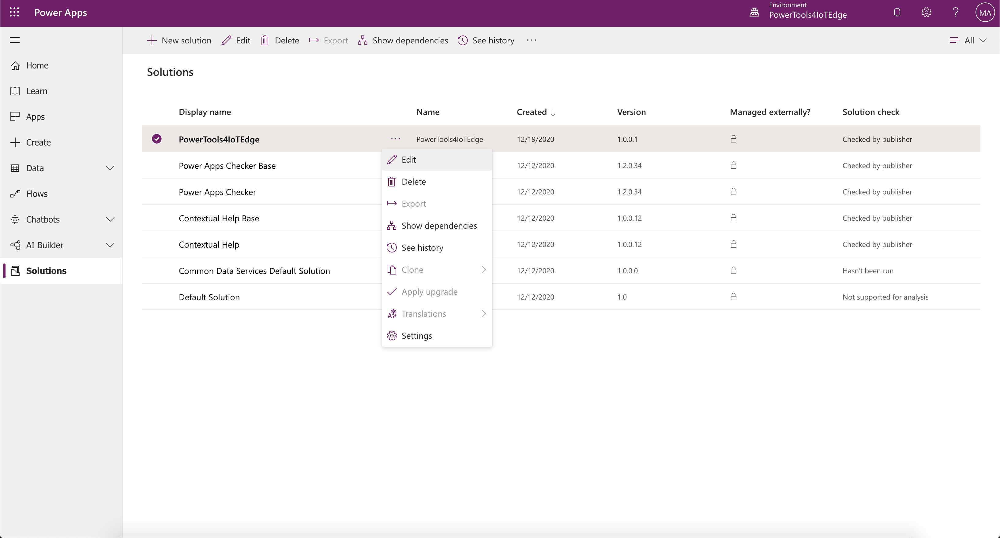 Power Apps
Environment
PowerTools4IoTEdge
MA
New solution
Edit
Delete
Export
Show dependencies
See history
All
Home
Learn
Apps
Create
Data
Flows
Chatbots
AI Builder
Solutions
Solutions
Display name Name Created Version Managed externally? Solution check
PowerTools4IoTEdge PowerTools4IoTEdge 12/19/2020 1.0.0.1 Checked by publisher
Power Apps Checker Base 12/12/2020 1.2.0.34 Checked by publisher
Power Apps Checker 12/12/2020 1.2.0.34 Checked by publisher
Contextual Help Base 12/12/2020 1.0.0.12 Checked by publisher
Contextual Help 12/12/2020 1.0.0.12 Checked by publisher
Common Data Services Default Solution 12/12/2020 1.0.0.0 Hasn't been run
Default Solution 12/12/2020 1.0 Not supported for analysis
Edit
Delete
Export
Show dependencies
See history
Clone
Apply upgrade
Translations
Settings